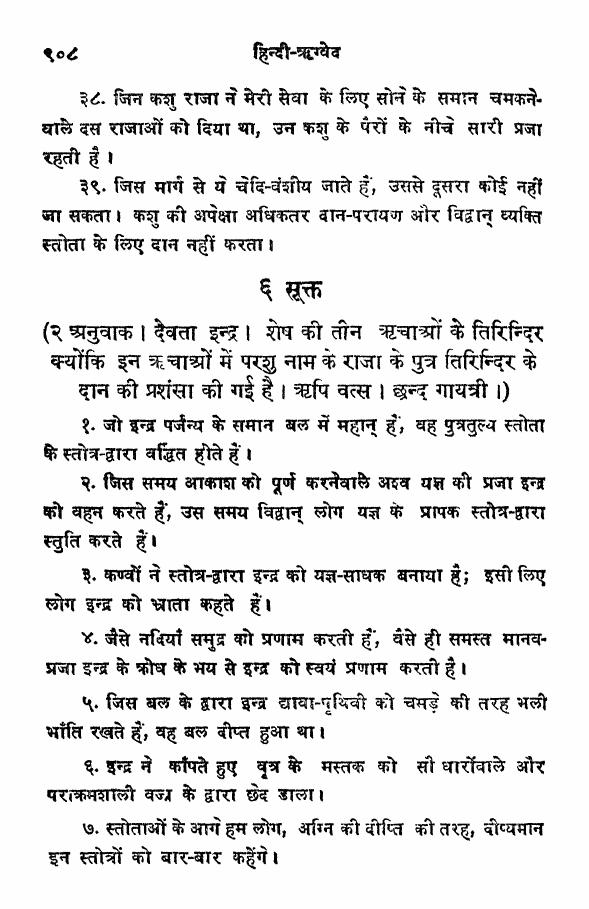 ९०८ हिन्दी-ऋग्वेद
३८. जिन कशु राजा ने मेरी सेवा के लिए सोने के समान चमकने-
वाले दस राजाओं को दिया था, उन कशु के पैरों के नीचे सारी प्रजा
रहती है।
३९. जिस मार्ग से ये चेदि-वंशीय जाते हैं, उससे दूसरा कोई नहीं
जा सकता। कशु की अपेक्षा अधिकतर दान-परायण और विद्वान् व्यक्ति
स्तोता के लिए दान नहीं करता।
६ सूक्त
(२ अनुवाक। देवता इन्द्र। शेष की तीन ऋचाओं के तिरिन्दिर
क्योंकि इन ऋचाओं में परशु नाम के राजा के पुत्र तिरिन्दिर के
दान की प्रशंसा की गई है। ऋषि वत्स। छन्द गायत्री।)
१. जो इन्द्र पर्जन्य के समान बल में महान् हैं, वह पुत्रतुल्य स्तोता
के स्तोत्र-द्वारा वर्द्धित होते हैं।
२. जिस समय आकाश को पूर्ण करनेवाले अश्व यज्ञ की प्रजा इन्द्र
को वहन करते हैं, उस समय विद्वान् लोग यज्ञ के प्रापक स्तोत्र-द्वारा
स्तुति करते हैं।
३. कण्वों ने स्तोत्र-द्वारा इन्द्र को यज्ञ-साधक बनाया है; इसी लिए
लोग इन्द्र को भ्राता कहते हैं।
४. जैसे नदियाँ समुद्र को प्रणाम करती हैं, वैसे ही समस्त मानव-
प्रजा इन्द्र के क्रोध के भय से इन्द्र को स्वयं प्रणाम करती है।
५. जिस बल के द्वारा इन्द्र द्यावा-पृथिवी को चमड़े की तरह भली
भाँति रखते हैं, वह बल दीप्त हुआ था।
६. इन्द्र ने काँपते हुए वृत्र के मस्तक को सौ धारोंवाले और
पराक्रमशाली वज्र के द्वारा छेद डाला।
७. स्तोताओं के आगे हम लोग, अग्नि की दीप्ति की तरह, दीप्यमान
इन स्तोत्रों को बार-बार कहेंगे।